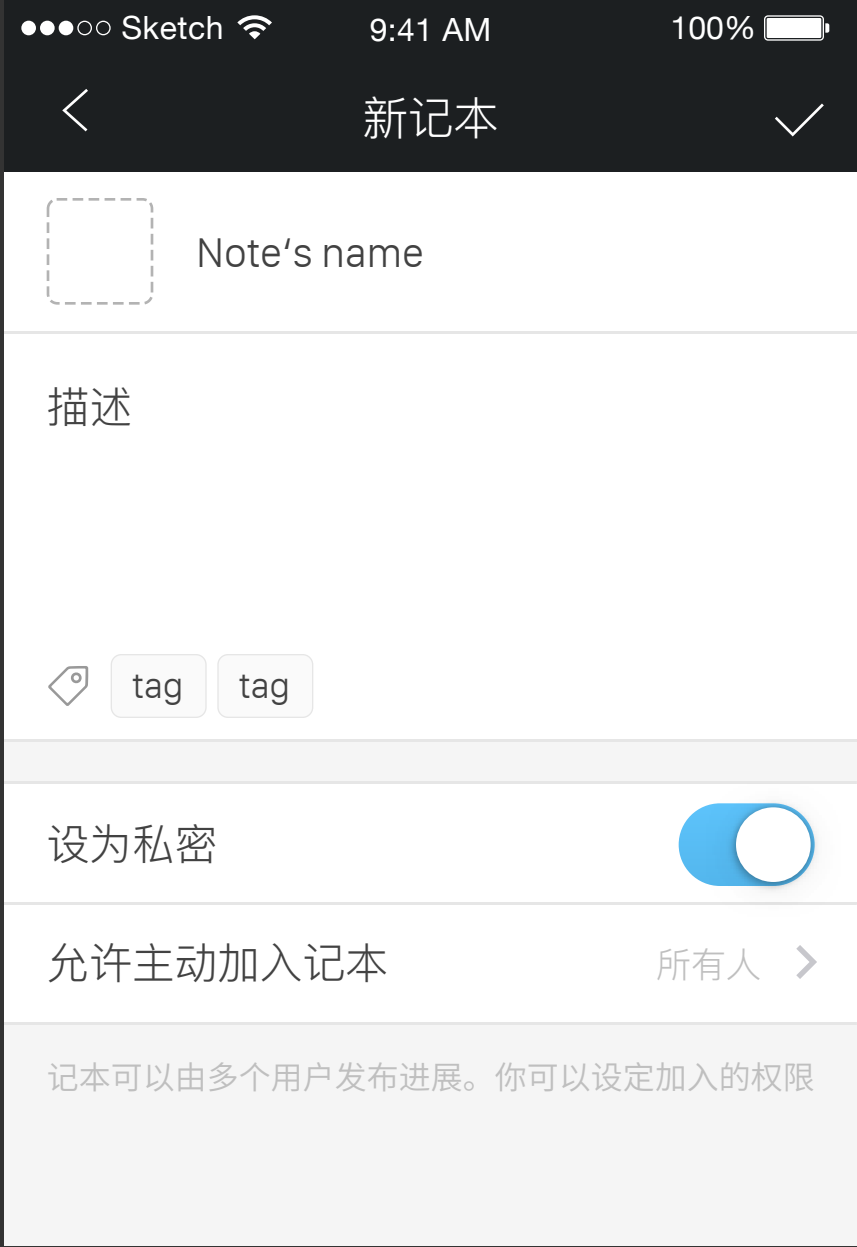 Sketch 9:41 AM 100%
新记本
Note‘s name
描述
tag tag
设为私密
允许主动加入记本 所有人
记本可以由多个用户发布进展。你可以设定加入的权限